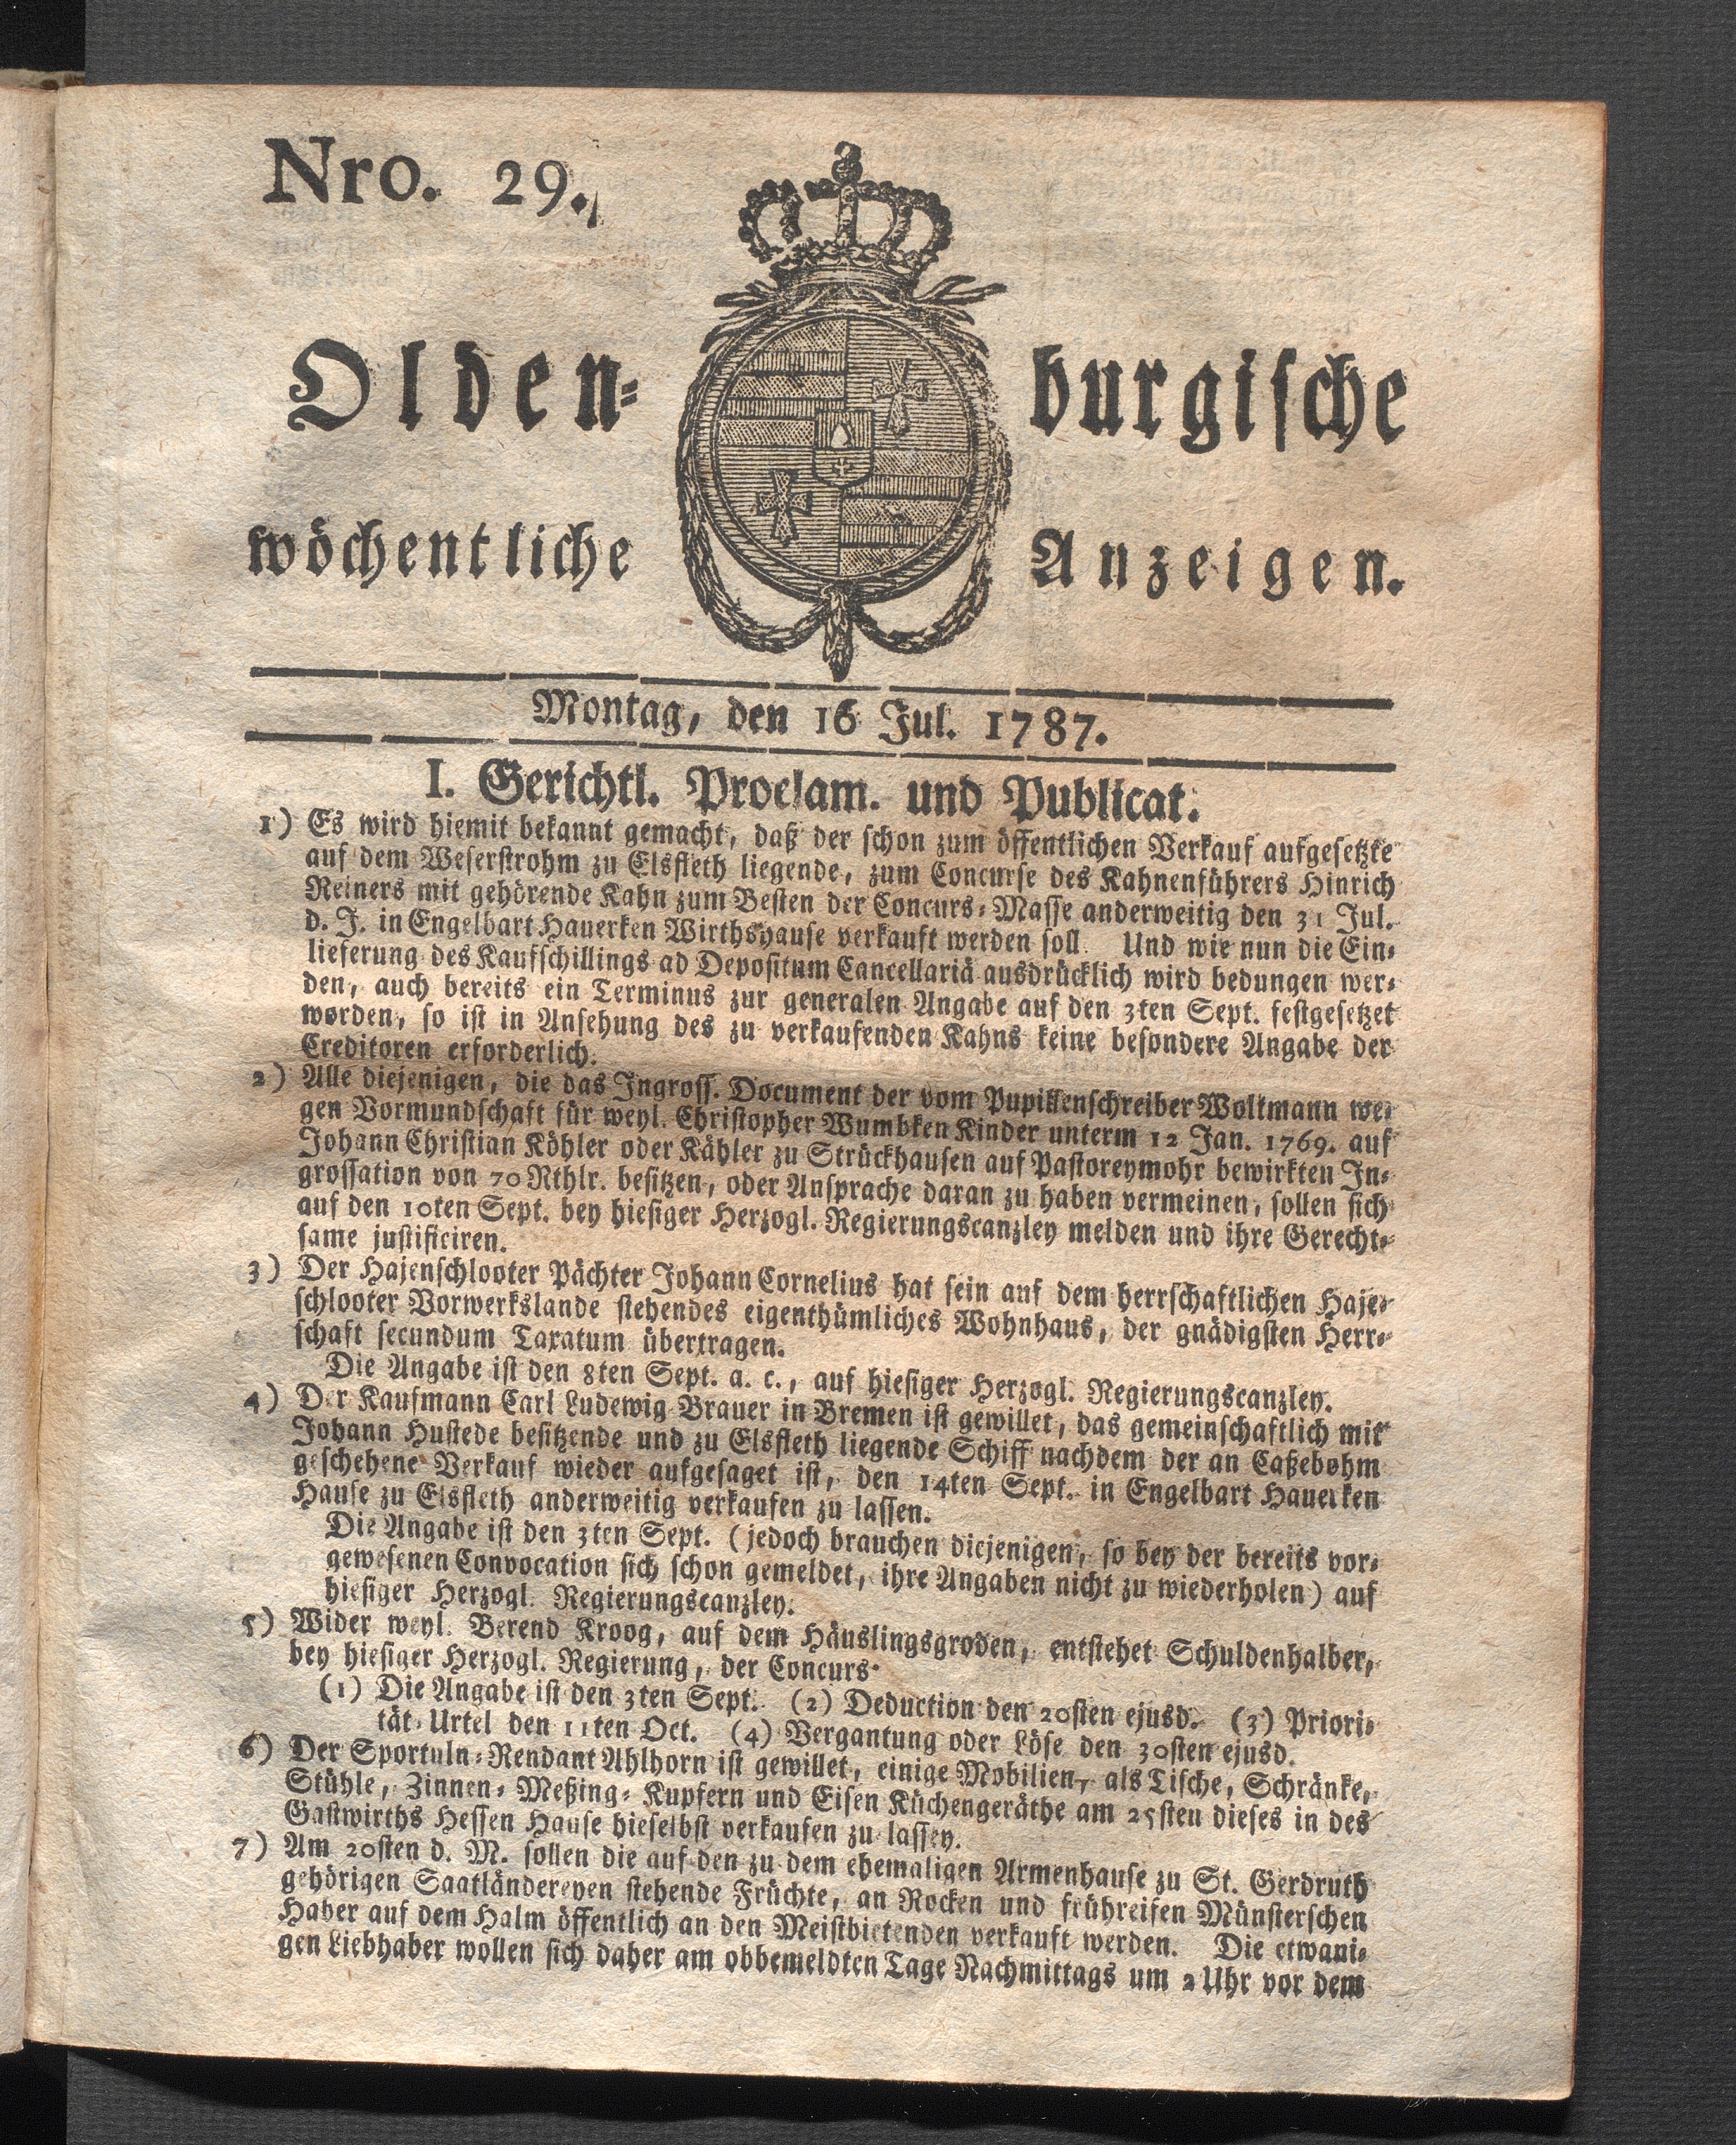 Nro. 29.
Olden-
burgische
wöchentliche
Anzeigen.
Montag, den 16 Jul. 1787.
I. Gerichtl. Proclam. und Publicat.
1) Es wird hiemit bekannt gemacht, daß der schon zum öffentlichen Verkauf aufgesetzte
auf dem Weserstrohm zu Elsfleth liegende, zum Concurse des Kahnenführers Hinrich
Reiners mit gehörende Kahn zum Besten der Concurs-Masse anderweitig den 31 Jul.
d. J. in Engelbart Hauerken Wirthshause verkauft werden soll. Und wie nun die Ein-
lieferung des Kaufschillings ad Depositum Cancellariä ausdrücklich wird bedungen wer-
den, auch bereits ein Terminus zur generalen Angabe auf den 3ten Sept. festgesetzet
worden, so ist in Ansehung des zu verkaufenden Kahns keine besondere Angabe der
Creditoren erforderlich.
2) Alle diejenigen, die das Ingross. Document der vom Pupillenschreiber Woltmann we-
gen Vormundschaft für weyl. Christopher Wumbken Kinder unterm 12 Jan. 1769. auf
Johann Christian Köhler oder Kähler zu Strückhausen auf Pastoreymohr bewirkten In-
grossation von 70 Rthlr. besitzen, oder Ansprache daran zu haben vermeinen, sollen sich
auf den 10ten Sept. bey hiesiger Herzogl. Regierungscanzley melden und ihre Gerecht-
same justificiren.
3) Der Hajenschlooter Pächter Johann Cornelius hat sein auf dem herrschaftlichen Haje-
schlooter Vorwerkslande stehendes eigenthümliches Wohnhaus, der gnädigsten Herr-
schaft secundum Taxatum übertragen.
Die Angabe ist den 8ten Sept. a. c., auf hiesiger Herzogl. Regierungscanzley.
4) Der Kaufmann Carl Ludewig Brauer in Bremen ist gewillet, das gemeinschaftlich mit
Johann Hustede besitzende und zu Elsfleth liegende Schiff nachdem der an Caßebohm
geschehene Verkauf wieder aufgesaget ist, den 14ten Sept. in Engelbart Hauerken
Hause zu Elsfleth anderweitig verkaufen zu lassen.
Die Angabe ist den 3ten Sept. (jedoch brauchen diejenigen, so bey der bereits vor-
gewesenen Convocation sich schon gemeldet, ihre Angaben nicht zu wiederholen) auf
hiesiger Herzogl. Regierungscanzley.
5) Wider weyl. Berend Kroog, auf dem Häuslingsgroden, entstehet Schuldenhalber,
bey hiesiger Herzogl. Regierung, der Concurs.
(1) Die Angabe ist den 3ten Sept. (2) Deduction den 20sten ejusd. (3) Priori-
tät-Urtel den 11ten Oct. (4) Vergantung oder Löse den 30sten ejusd.
6) Der Sportuln-Rendant Ahlhorn ist gewillet, einige Mobilien, als Tische, Schränke,
Stühle, Zinnen- Meßing- Kupfern und Eisen Küchengeräthe am 25sten dieses in des
Gastwirths Hessen Hause hieselbst verkaufen zu lassen.
7) Am 20sten d. M. sollen die auf den zu dem ehemaligen Armenhause zu St. Gerdruth
gehörigen Saatländereyen stehende Früchte, an Rocken und frühreifen Münsterschen
Haber auf dem Halm öffentlich an den Meistbietenden verkauft werden. Die etwani-
gen Liebhaber wollen sich daher am obbemeldten Tage Nachmittags um 2 Uhr vor dem